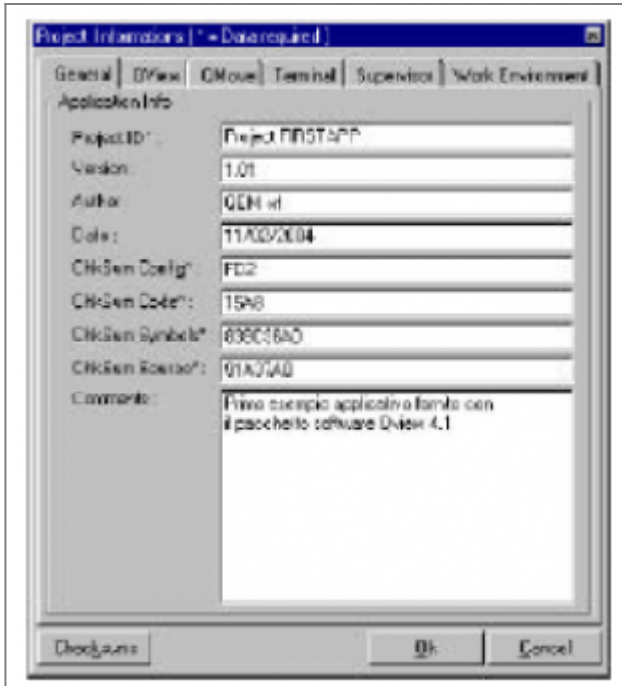 Project Informations ( * = Data required )
General QView QMove Terminal Supervisor Work Environment
Application Info
Project ID* : Project FIRSTAPP
Version : 1.01
Author QEM srl
Date : 11/02/2004
ChkSum Config* : FD2
ChkSum Code* : 15A8
ChkSum Symbols*
ChkSum Source* :
Comments : Primo esempio applicativo fornito con
il pacchetto software Qview 4.1
Checksums Ok Cancel